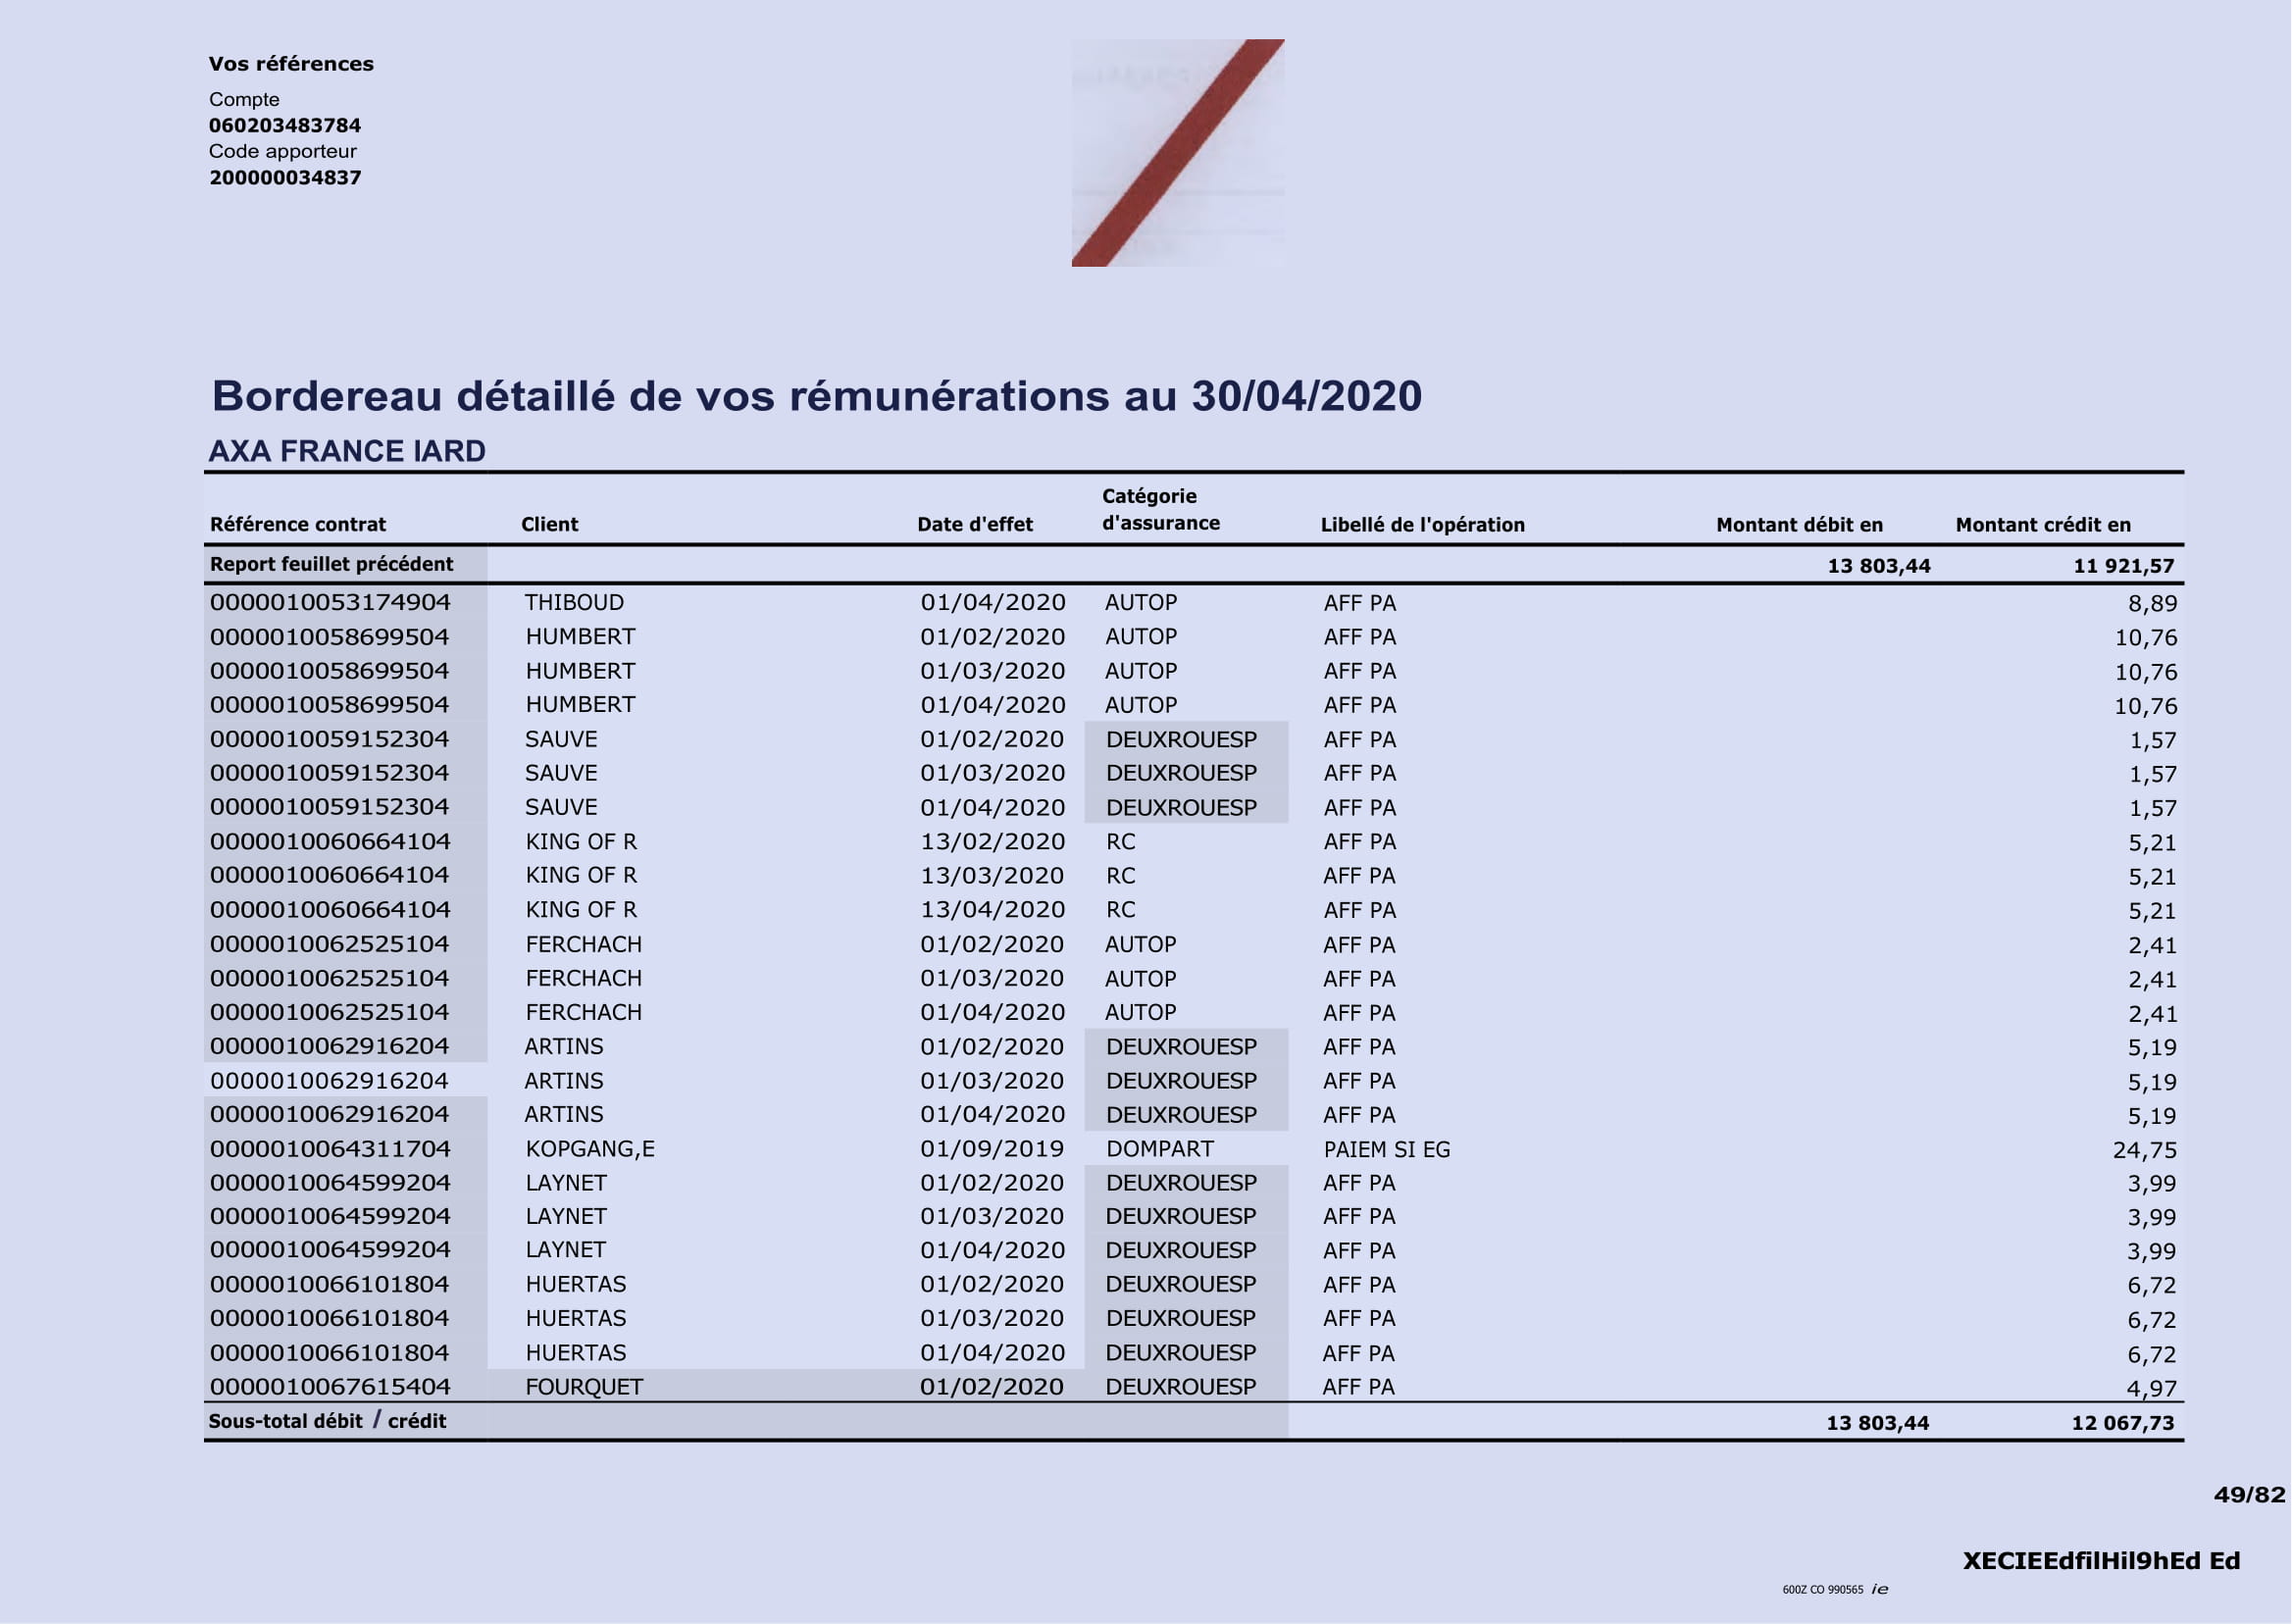 Vos références
Compte
060203483784
Code apporteur
200000034837
Bordereau détaillé de vos rémunérations au 30/04/2020
AXA FRANCE IARD
Référence contrat Client Date d'effet Catégorie d'assurance Libellé de l'opération Montant débit en Montant crédit en
Report feuillet précédent 13 803,44 11 921,57
0000010053174904 THIBOUD 01/04/2020 AUTOP AFF PA 8,89
0000010058699504 HUMBERT 01/02/2020 AUTOP AFF PA 10,76
0000010058699504 HUMBERT 01/03/2020 AUTOP AFF PA 10,76
0000010058699504 HUMBERT 01/04/2020 AUTOP AFF PA 10,76
0000010059152304 SAUVE 01/02/2020 DEUXROUESP AFF PA 1,57
0000010059152304 SAUVE 01/03/2020 DEUXROUESP AFF PA 1,57
0000010059152304 SAUVE 01/04/2020 DEUXROUESP AFF PA 1,57
0000010060664104 KING OF R 13/02/2020 RC AFF PA 5,21
0000010060664104 KING OF R 13/03/2020 RC AFF PA 5,21
0000010060664104 KING OF R 13/04/2020 RC AFF PA 5,21
0000010062525104 FERCHACH 01/02/2020 AUTOP AFF PA 2,41
0000010062525104 FERCHACH 01/03/2020 AUTOP AFF PA 2,41
0000010062525104 FERCHACH 01/04/2020 AUTOP AFF PA 2,41
0000010062916204 ARTINS 01/02/2020 DEUXROUESP AFF PA 5,19
0000010062916204 ARTINS 01/03/2020 DEUXROUESP AFF PA 5,19
0000010062916204 ARTINS 01/04/2020 DEUXROUESP AFF PA 5,19
0000010064311704 KOPGANG,E 01/09/2019 DOMPART PAIEM SI EG 24,75
0000010064599204 LAYNET 01/02/2020 DEUXROUESP AFF PA 3,99
0000010064599204 LAYNET 01/03/2020 DEUXROUESP AFF PA 3,99
0000010064599204 LAYNET 01/04/2020 DEUXROUESP AFF PA 3,99
0000010066101804 HUERTAS 01/02/2020 DEUXROUESP AFF PA 6,72
0000010066101804 HUERTAS 01/03/2020 DEUXROUESP AFF PA 6,72
0000010066101804 HUERTAS 01/04/2020 DEUXROUESP AFF PA 6,72
0000010067615404 FOURQUET 01/02/2020 DEUXROUESP AFF PA 4,97
Sous-total débit / crédit 13 803,44 12 067,73
49/82
XECIEEdfilHil9hEd Ed
600Z CO 990565 ie